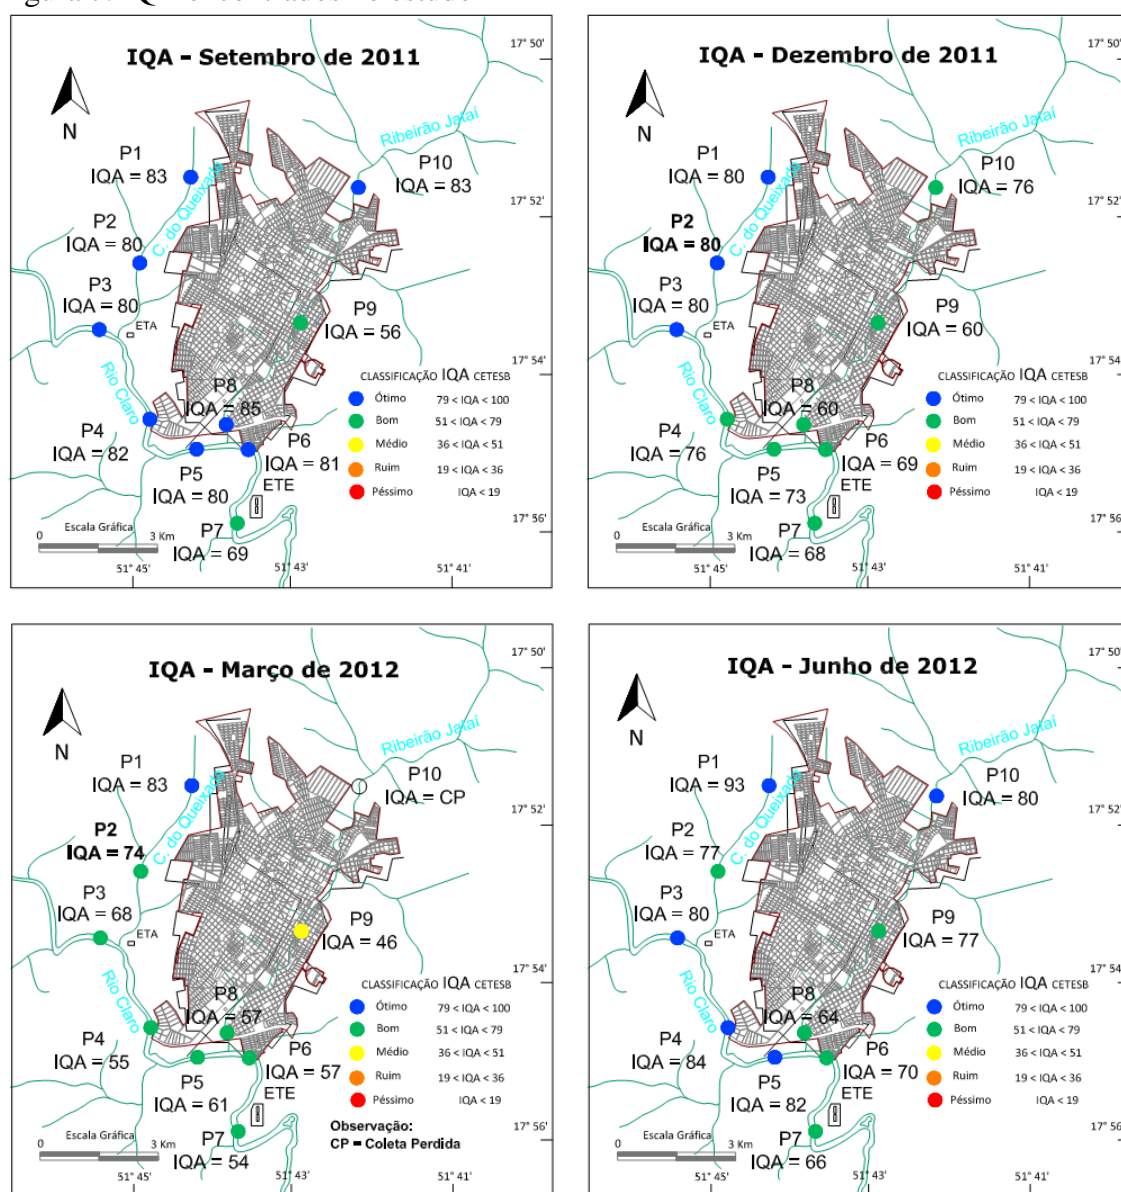 IQA - Setembro de 2011
17° 50'
N
Ribeirão Jataí
P1
IQA = 83
P10
IQA = 83
C. do Queixada
17° 52'
P2
IQA = 80
P3
IQA = 80
ETA
P9
IQA = 56
17° 54'
Rio Claro
CLASSIFICAÇÃO IQA CETESB
Ótimo 79 < IQA < 100
Bom 51 < IQA < 79
Médio 36 < IQA < 51
Ruim 19 < IQA < 36
Péssimo IQA < 19
P8
IQA = 85
P4
IQA = 82
P6
IQA = 81
P5
IQA = 80
ETE
P7
IQA = 69
Escala Gráfica
0 3 Km
17° 56'
51° 45' 51° 43' 51° 41'
IQA - Dezembro de 2011
17° 50'
N
Ribeirão Jataí
P1
IQA = 80
P10
IQA = 76
C. do Queixada
17° 52'
P2
IQA = 80
P3
IQA = 80
ETA
P9
IQA = 60
17° 54'
Rio Claro
CLASSIFICAÇÃO IQA CETESB
Ótimo 79 < IQA < 100
Bom 51 < IQA < 79
Médio 36 < IQA < 51
Ruim 19 < IQA < 36
Péssimo IQA < 19
P8
IQA = 60
P4
IQA = 76
P6
IQA = 69
P5
IQA = 73
ETE
P7
IQA = 68
Escala Gráfica
0 3 Km
17° 56'
51° 45' 51° 43' 51° 41'
IQA - Março de 2012
17° 50'
N
Ribeirão Jataí
P1
IQA = 83
P10
IQA = CP
C. do Queixada
17° 52'
P2
IQA = 74
P3
IQA = 68
ETA
P9
IQA = 46
17° 54'
Rio Claro
CLASSIFICAÇÃO IQA CETESB
Ótimo 79 < IQA < 100
Bom 51 < IQA < 79
Médio 36 < IQA < 51
Ruim 19 < IQA < 36
Péssimo IQA < 19
P8
IQA = 57
P4
IQA = 55
P6
IQA = 57
P5
IQA = 61
ETE
P7
IQA = 54
Observação:
CP = Coleta Perdida
Escala Gráfica
0 3 Km
17° 56'
51° 45' 51° 43' 51° 41'
IQA - Junho de 2012
17° 50'
N
Ribeirão Jataí
P1
IQA = 93
P10
IQA = 80
C. do Queixada
17° 52'
P2
IQA = 77
P3
IQA = 80
ETA
P9
IQA = 77
17° 54'
Rio Claro
CLASSIFICAÇÃO IQA CETESB
Ótimo 79 < IQA < 100
Bom 51 < IQA < 79
Médio 36 < IQA < 51
Ruim 19 < IQA < 36
Péssimo IQA < 19
P8
IQA = 64
P4
IQA = 84
P6
IQA = 70
P5
IQA = 82
ETE
P7
IQA = 66
Escala Gráfica
0 3 Km
17° 56'
51° 45' 51° 43' 51° 41'